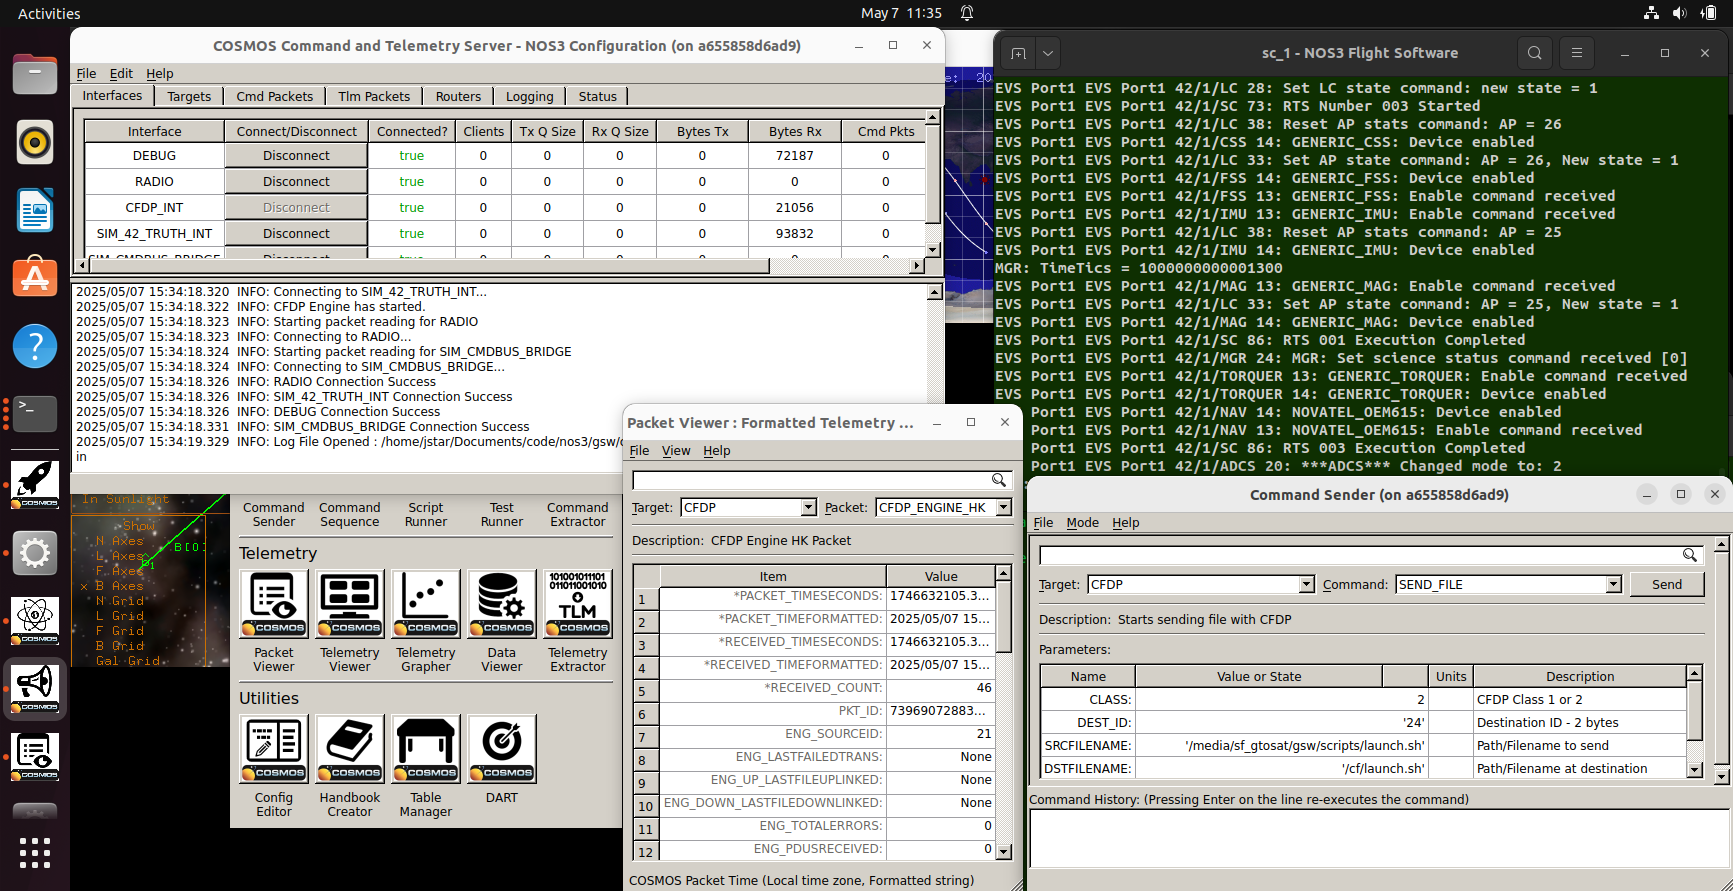 Activities
May 7 11:35
COSMOS Command and Telemetry Server - NOS3 Configuration (on a655858d6ad9)
File Edit Help
Interfaces Targets Cmd Packets Tlm Packets Routers Logging Status
Interface Connect/Disconnect Connected? Clients Tx Q Size Rx Q Size Bytes Tx Bytes Rx Cmd Pkts
DEBUG Disconnect true 0 0 0 0 72187 0
RADIO Disconnect true 0 0 0 0 0 0
CFDP_INT Disconnect true 0 0 0 0 21056 0
SIM_42_TRUTH_INT Disconnect true 0 0 0 0 93832 0
SIM_CMDBUS_BRIDGE
2025/05/07 15:34:18.320 INFO: Connecting to SIM_42_TRUTH_INT...
2025/05/07 15:34:18.322 INFO: CFDP Engine has started.
2025/05/07 15:34:18.323 INFO: Starting packet reading for RADIO
2025/05/07 15:34:18.323 INFO: Connecting to RADIO...
2025/05/07 15:34:18.324 INFO: Starting packet reading for SIM_CMDBUS_BRIDGE
2025/05/07 15:34:18.324 INFO: Connecting to SIM_CMDBUS_BRIDGE...
2025/05/07 15:34:18.326 INFO: RADIO Connection Success
2025/05/07 15:34:18.326 INFO: SIM_42_TRUTH_INT Connection Success
2025/05/07 15:34:18.326 INFO: DEBUG Connection Success
2025/05/07 15:34:18.331 INFO: SIM_CMDBUS_BRIDGE Connection Success
2025/05/07 15:34:19.329 INFO: Log File Opened : /home/jstar/Documents/code/nos3/gsw/
in
e: 20
sc_1 - NOS3 Flight Software
EVS Port1 EVS Port1 42/1/LC 28: Set LC state command: new state = 1
EVS Port1 EVS Port1 42/1/SC 73: RTS Number 003 Started
EVS Port1 EVS Port1 42/1/LC 38: Reset AP stats command: AP = 26
EVS Port1 EVS Port1 42/1/CSS 14: GENERIC_CSS: Device enabled
EVS Port1 EVS Port1 42/1/LC 33: Set AP state command: AP = 26, New state = 1
EVS Port1 EVS Port1 42/1/FSS 14: GENERIC_FSS: Device enabled
EVS Port1 EVS Port1 42/1/FSS 13: GENERIC_FSS: Enable command received
EVS Port1 EVS Port1 42/1/IMU 13: GENERIC_IMU: Enable command received
EVS Port1 EVS Port1 42/1/LC 38: Reset AP stats command: AP = 25
EVS Port1 EVS Port1 42/1/IMU 14: GENERIC_IMU: Device enabled
MGR: TimeTics = 1000000000001300
EVS Port1 EVS Port1 42/1/MAG 13: GENERIC_MAG: Enable command received
EVS Port1 EVS Port1 42/1/LC 33: Set AP state command: AP = 25, New state = 1
EVS Port1 EVS Port1 42/1/MAG 14: GENERIC_MAG: Device enabled
EVS Port1 EVS Port1 42/1/SC 86: RTS 001 Execution Completed
EVS Port1 EVS Port1 42/1/MGR 24: MGR: Set science status command received [0]
EVS Port1 EVS Port1 42/1/TORQUER 13: GENERIC_TORQUER: Enable command received
EVS Port1 EVS Port1 42/1/TORQUER 14: GENERIC_TORQUER: Device enabled
Port1 EVS Port1 42/1/NAV 14: NOVATEL_OEM615: Device enabled
Port1 EVS Port1 42/1/NAV 13: NOVATEL_OEM615: Enable command received
Port1 EVS Port1 42/1/SC 86: RTS 003 Execution Completed
Port1 EVS Port1 42/1/ADCS 20: ***ADCS*** Changed mode to: 2
In Sunlight
Show
N Axes
L Axes
F Axes
x B Axes
N Grid
L Grid
F Grid
B Grid
Gal Grid
B[0]
Command Sender
Command Sequence
Script Runner
Test Runner
Command Extractor
Telemetry
COSMOS COSMOS COSMOS COSMOS
101001011101
011011001010
TLM
COSMOS
Packet Viewer
Telemetry Viewer
Telemetry Grapher
Data Viewer
Telemetry Extractor
Utilities
COSMOS COSMOS COSMOS COSMOS
Config Editor
Handbook Creator
Table Manager
DART
COSMOS
COSMOS
COSMOS
COSMOS
Packet Viewer : Formatted Telemetry ...
File View Help
Target: CFDP Packet: CFDP_ENGINE_HK
Description: CFDP Engine HK Packet
Item Value
1 *PACKET_TIMESECONDS: 1746632105.3...
2 *PACKET_TIMEFORMATTED: 2025/05/07 15...
3 *RECEIVED_TIMESECONDS: 1746632105.3...
4 *RECEIVED_TIMEFORMATTED: 2025/05/07 15...
5 *RECEIVED_COUNT: 46
6 PKT_ID: 73969072883...
7 ENG_SOURCEID: 21
8 ENG_LASTFAILEDTRANS: None
9 ENG_UP_LASTFILEUPLINKED: None
10 ENG_DOWN_LASTFILEDOWNLINKED: None
11 ENG_TOTALERRORS: 0
12 ENG_PDUSRECEIVED: 0
COSMOS Packet Time (Local time zone, Formatted string)
Command Sender (on a655858d6ad9)
File Mode Help
Target: CFDP Command: SEND_FILE Send
Description: Starts sending file with CFDP
Parameters:
Name Value or State Units Description
CLASS: 2 CFDP Class 1 or 2
DEST_ID: '24' Destination ID - 2 bytes
SRCFILENAME: '/media/sf_gtosat/gsw/scripts/launch.sh' Path/Filename to send
DSTFILENAME: '/cf/launch.sh' Path/Filename at destination
Command History: (Pressing Enter on the line re-executes the command)